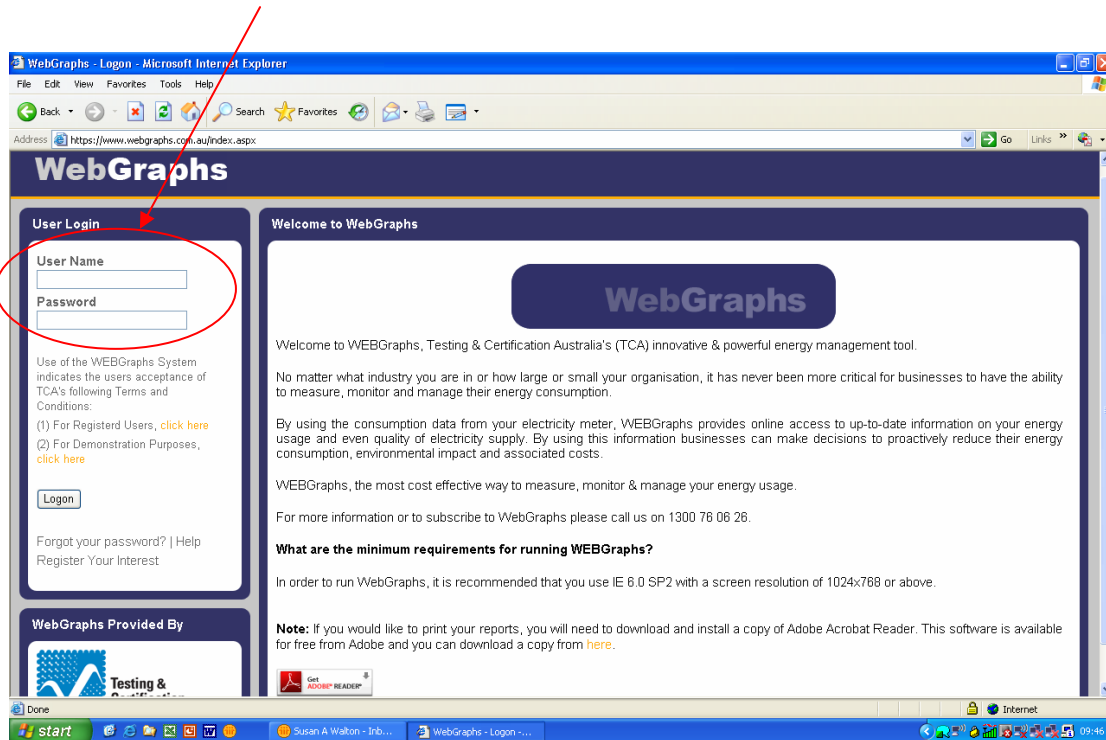 WebGraphs - Logon - Microsoft Internet Explorer
File Edit View Favorites Tools Help
Back Search Favorites
Address https://www.webgraphs.com.au/index.aspx Go Links »
WebGraphs
User Login
User Name
Password
Use of the WEBGraphs System
indicates the users acceptance of
TCA's following Terms and
Conditions:
(1) For Registerd Users, click here
(2) For Demonstration Purposes,
click here
Logon
Forgot your password? | Help
Register Your Interest
WebGraphs Provided By
Testing &
Certification
Welcome to WebGraphs
WebGraphs
Welcome to WEBGraphs, Testing & Certification Australia's (TCA) innovative & powerful energy management tool.
No matter what industry you are in or how large or small your organisation, it has never been more critical for businesses to have the ability
to measure, monitor and manage their energy consumption.
By using the consumption data from your electricity meter, WEBGraphs provides online access to up-to-date information on your energy
usage and even quality of electricity supply. By using this information businesses can make decisions to proactively reduce their energy
consumption, environmental impact and associated costs.
WEBGraphs, the most cost effective way to measure, monitor & manage your energy usage.
For more information or to subscribe to WebGraphs please call us on 1300 76 06 26.
What are the minimum requirements for running WEBGraphs?
In order to run WebGraphs, it is recommended that you use IE 6.0 SP2 with a screen resolution of 1024x768 or above.
Note: If you would like to print your reports, you will need to download and install a copy of Adobe Acrobat Reader. This software is available
for free from Adobe and you can download a copy from here.
Get
ADOBE® READER®
Done Internet
start Susan A Walton - Inb... WebGraphs - Logon -... 09:46